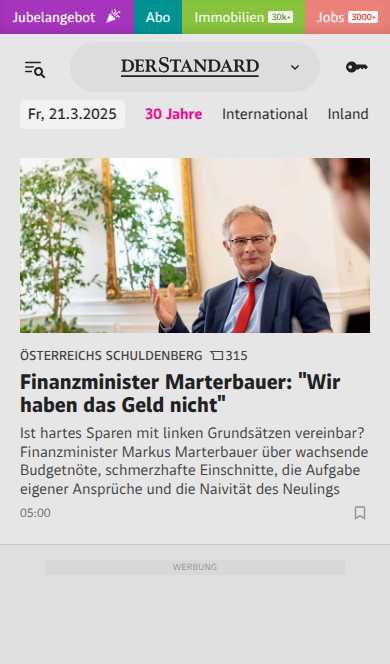 Jubelangebot Abo Immobilien 30k+ Jobs 3000+
DERSTANDARD
Fr, 21.3.2025 30 Jahre International Inland
ÖSTERREICHS SCHULDENBERG 315
Finanzminister Marterbauer: "Wir
haben das Geld nicht"
Ist hartes Sparen mit linken Grundsätzen vereinbar?
Finanzminister Markus Marterbauer über wachsende
Budgetnöte, schmerzhafte Einschnitte, die Aufgabe
eigener Ansprüche und die Naivität des Neulings
05:00
WERBUNG